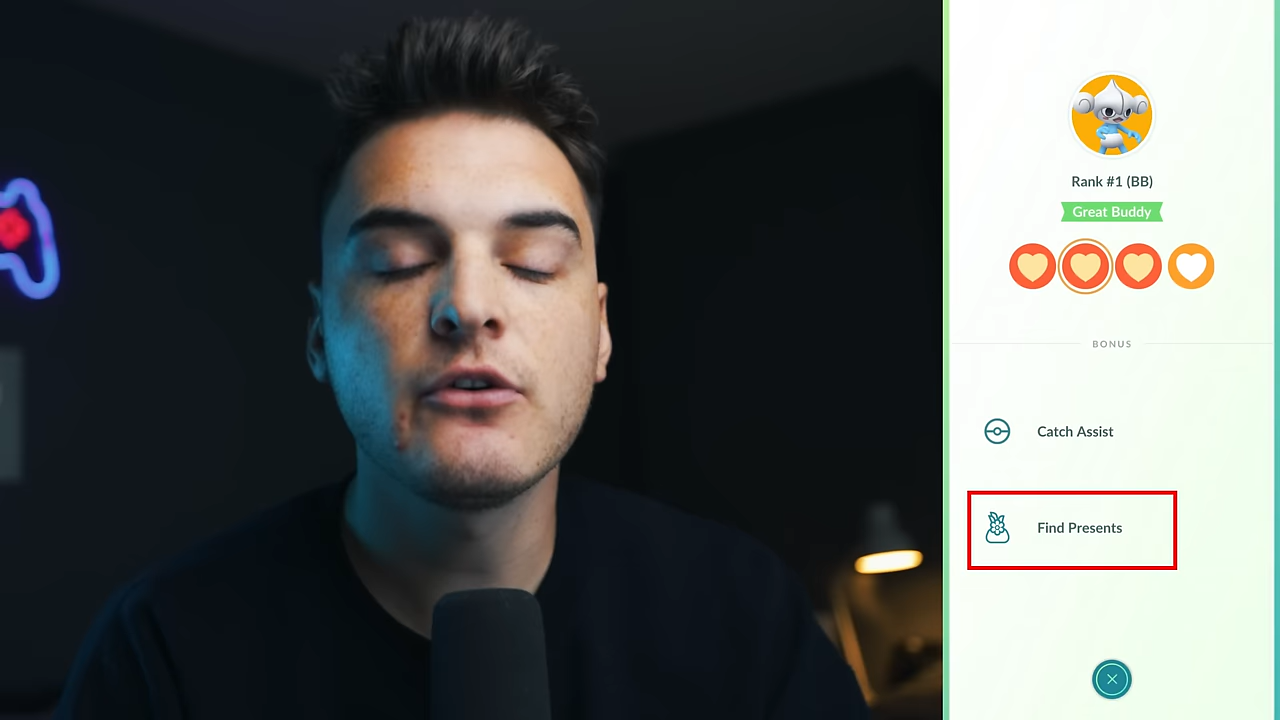 Rank #1 (BB)
Great Buddy
BONUS
Catch Assist
Find Presents